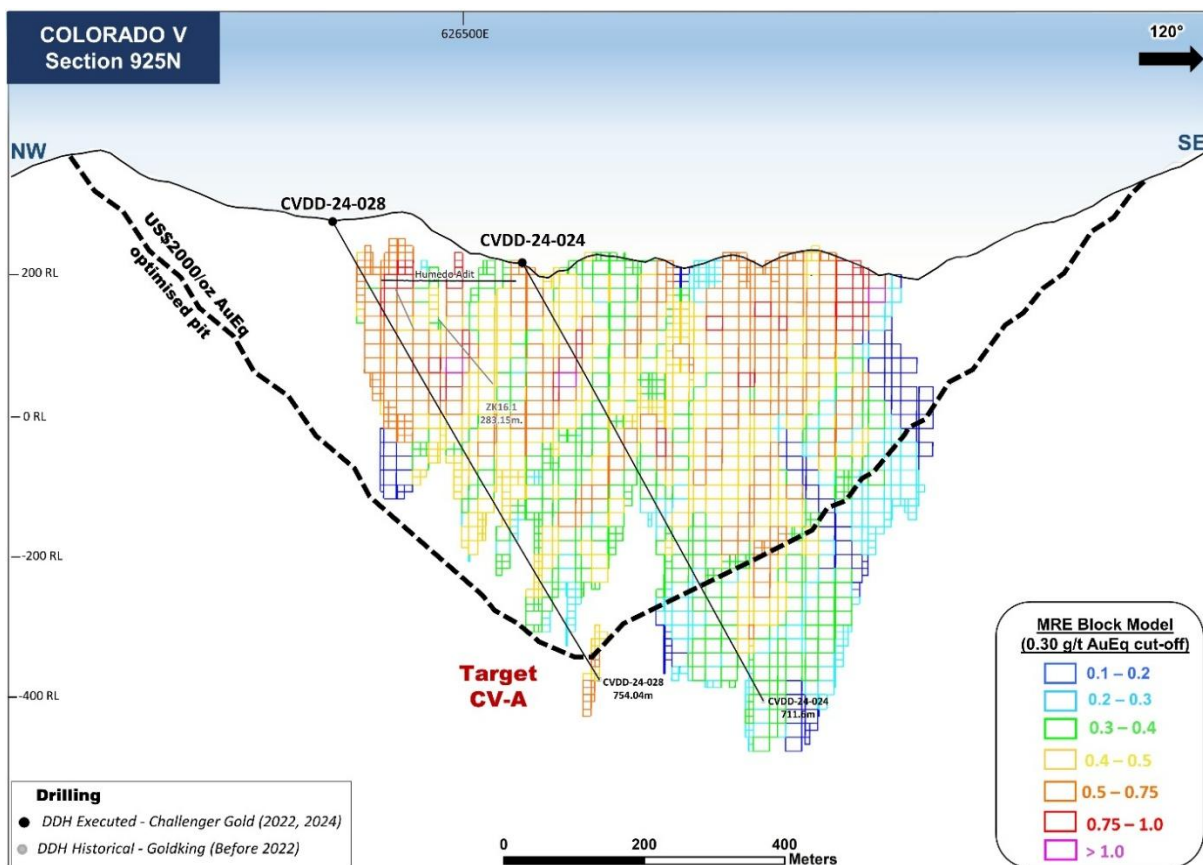 COLORADO V
Section 925N
626500E
120°
NW
SE
CVDD-24-028
CVDD-24-024
US$2000/oz AuEq
optimised pit
200 RL
Humedo Adit
0 RL
ZK16.1
283.15m.
-200 RL
-400 RL
Target
CV-A
CVDD-24-028
754.04m
CVDD-24-024
711.6m
MRE Block Model
(0.30 g/t AuEq cut-off)
0.1 – 0.2
0.2 – 0.3
0.3 – 0.4
0.4 – 0.5
0.5 – 0.75
0.75 – 1.0
> 1.0
Drilling
DDH Executed - Challenger Gold (2022, 2024)
DDH Historical - Goldking (Before 2022)
0 200 400
Meters